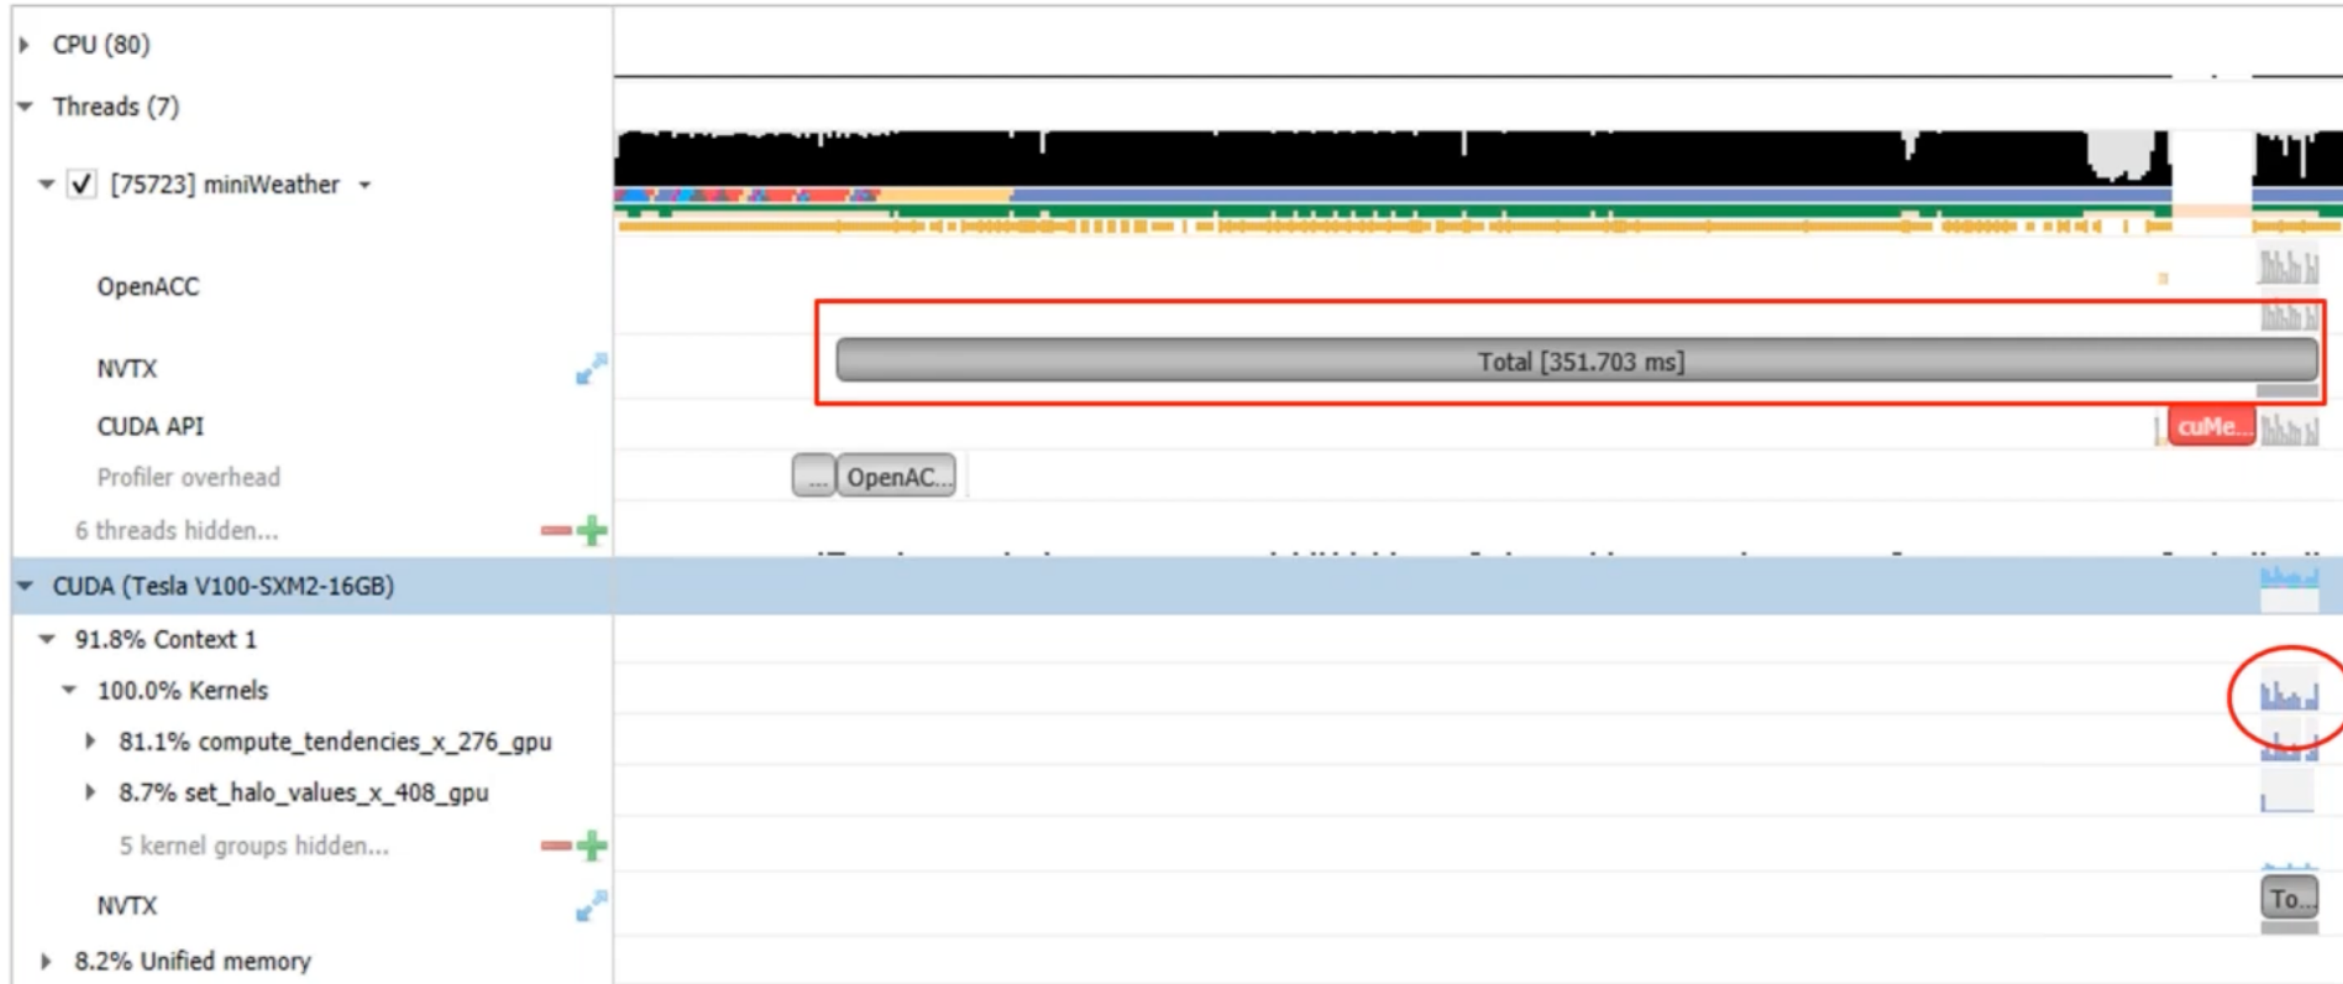 CPU (80)
Threads (7)
[75723] miniWeather
OpenACC
NVTX
Total [351.703 ms]
CUDA API
cuMe...
Profiler overhead
...
OpenAC...
6 threads hidden...
CUDA (Tesla V100-SXM2-16GB)
91.8% Context 1
100.0% Kernels
81.1% compute_tendencies_x_276_gpu
8.7% set_halo_values_x_408_gpu
5 kernel groups hidden...
NVTX
To...
8.2% Unified memory